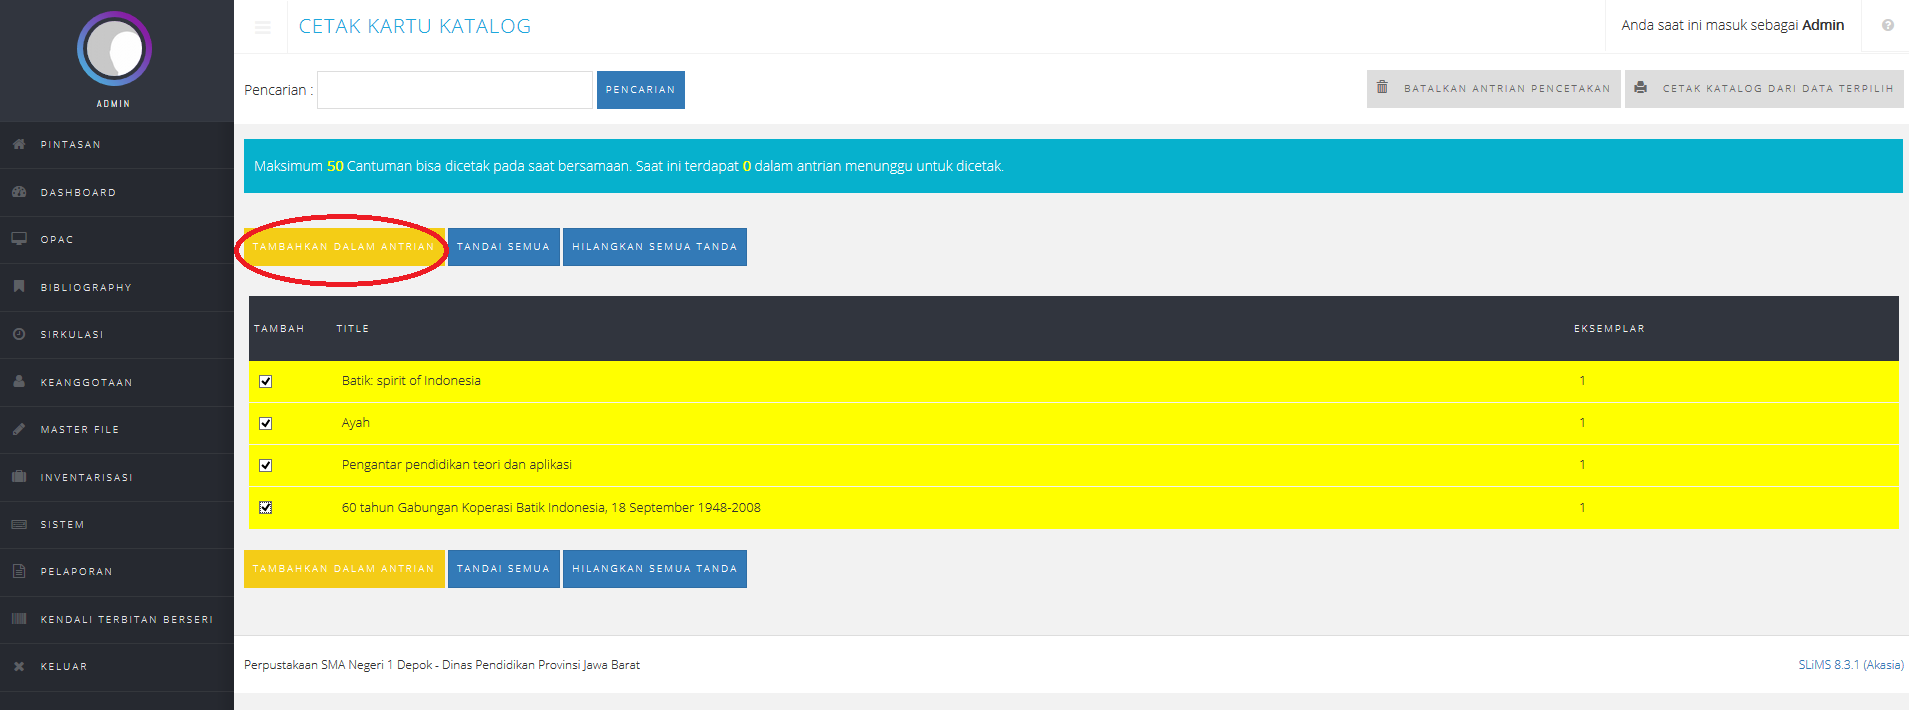 ADMIN
PINTASAN
DASHBOARD
OPAC
BIBLIOGRAPHY
SIRKULASI
KEANGGOTAAN
MASTER FILE
INVENTARISASI
SISTEM
PELAPORAN
KENDALI TERBITAN BERSERI
KELUAR
CETAK KARTU KATALOG
Anda saat ini masuk sebagai Admin
Pencarian :
PENCARIAN
BATALKAN ANTRIAN PENCETAKAN
CETAK KATALOG DARI DATA TERPILIH
Maksimum 50 Cantuman bisa dicetak pada saat bersamaan. Saat ini terdapat 0 dalam antrian menunggu untuk dicetak.
TAMBAHKAN DALAM ANTRIAN TANDAI SEMUA HILANGKAN SEMUA TANDA
TAMBAH TITLE EKSEMPLAR
Batik: spirit of Indonesia 1
Ayah 1
Pengantar pendidikan teori dan aplikasi 1
60 tahun Gabungan Koperasi Batik Indonesia, 18 September 1948-2008 1
TAMBAHKAN DALAM ANTRIAN TANDAI SEMUA HILANGKAN SEMUA TANDA
Perpustakaan SMA Negeri 1 Depok - Dinas Pendidikan Provinsi Jawa Barat
SLiMS 8.3.1 (Akasia)